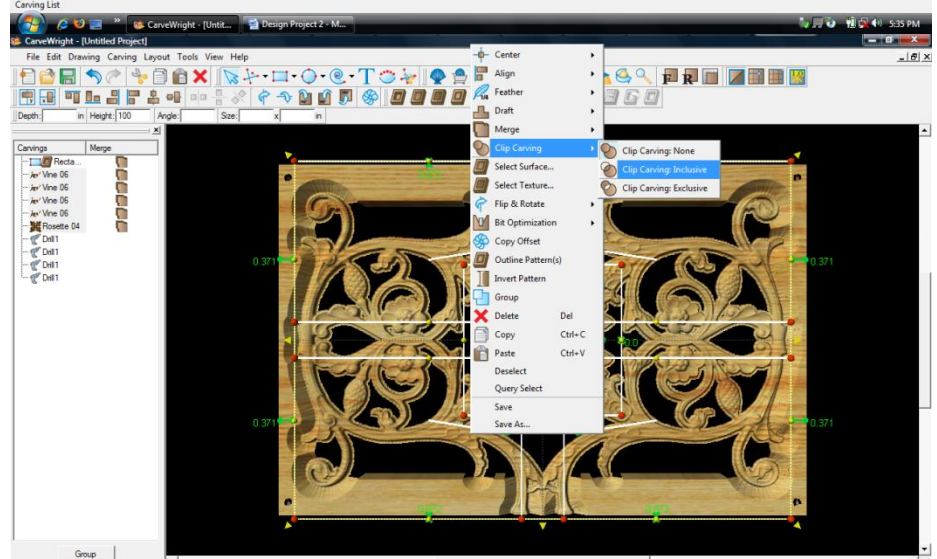 Carving List
CarveWright - [Untit...
Design Project 2 - M...
5:35 PM
CarveWright - [Untitled Project]
File Edit Drawing Carving Layout Tools View Help
Depth: in Height: 100 Angle: Size: x in
Carvings Merge
Recta...
Vine 06
Vine 06
Vine 06
Vine 06
Rosette 04
Drill1
Drill1
Drill1
Drill1
Group
Center
Align
Feather
Draft
Merge
Clip Carving
Select Surface...
Select Texture...
Flip & Rotate
Bit Optimization
Copy Offset
Outline Pattern(s)
Invert Pattern
Group
Delete Del
Copy Ctrl+C
Paste Ctrl+V
Deselect
Query Select
Save
Save As...
Clip Carving: None
Clip Carving: Inclusive
Clip Carving: Exclusive
0.371
0.371
0.371
0.371